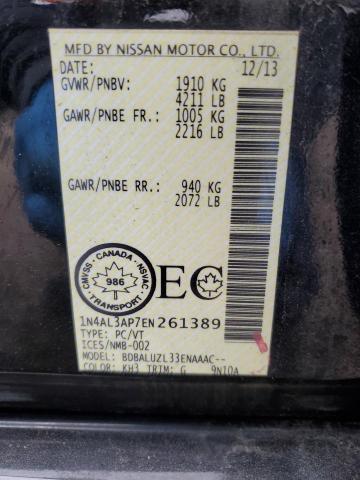 MFD BY NISSAN MOTOR CO., LTD.
DATE: 12/13
GVWR/PNBV: 1910 KG
4211 LB
GAWR/PNBE FR.: 1005 KG
2216 LB
GAWR/PNBE RR.: 940 KG
2072 LB
CANADA
CMVSS NSVAC
986
TRANSPORT
EC
1N4AL3AP7EN261389
TYPE: PC/VT
ICES/NMB-002
MODEL: BDBALUZL33ENAAAC--
COLOR: KH3 TRIM: G 9N10A